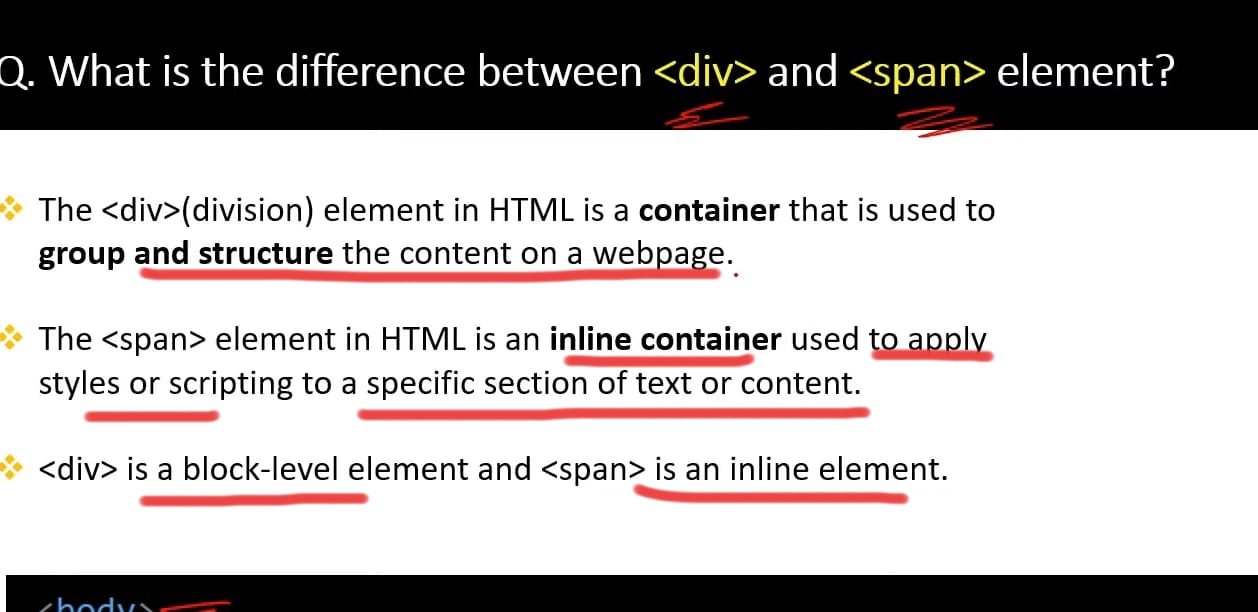 Q. What is the difference between <div> and <span> element?
The <div>(division) element in HTML is a container that is used to
group and structure the content on a webpage.
The <span> element in HTML is an inline container used to apply
styles or scripting to a specific section of text or content.
<div> is a block-level element and <span> is an inline element.
<body>